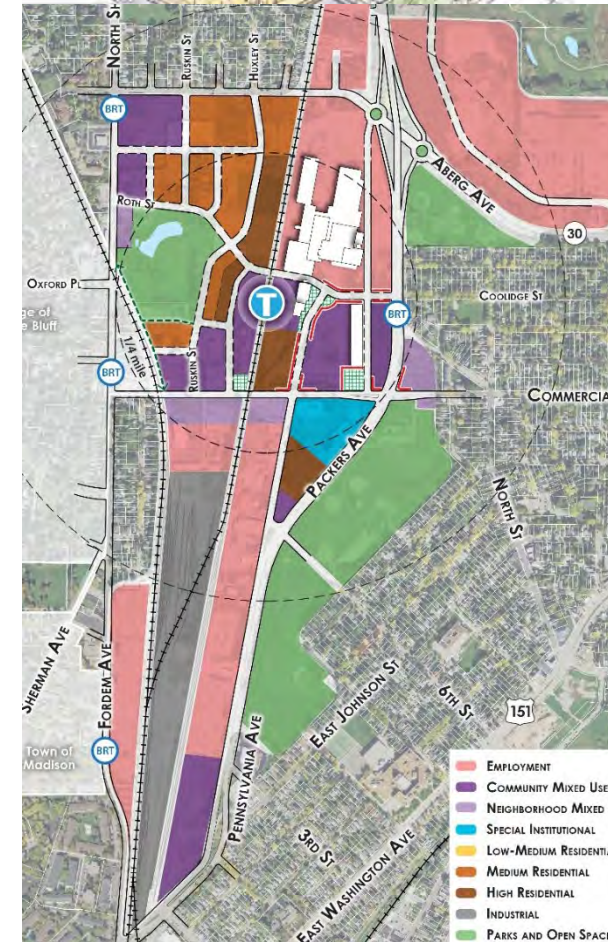 NORTH ST
RUSKIN ST
HUXLEY ST
BRT
ABERG AVE
ROTH ST
30
OXFORD PL
COOLIDGE ST
T
BRT
ge of
e Bluff
1/4 mile
RUSKIN ST
BRT
COMMERCIA
PACKERS AVE
NORTH ST
SHERMAN AVE
FORDEM AVE
EAST JOHNSON ST
6TH ST
151
Town of
Madison
BRT
PENNSYLVANIA AVE
3RD ST
EAST WASHINGTON AVE
EMPLOYMENT
COMMUNITY MIXED USE
NEIGHBORHOOD MIXED
SPECIAL INSTITUTIONAL
LOW-MEDIUM RESIDENTIA
MEDIUM RESIDENTIAL
HIGH RESIDENTIAL
INDUSTRIAL
PARKS AND OPEN SPACE